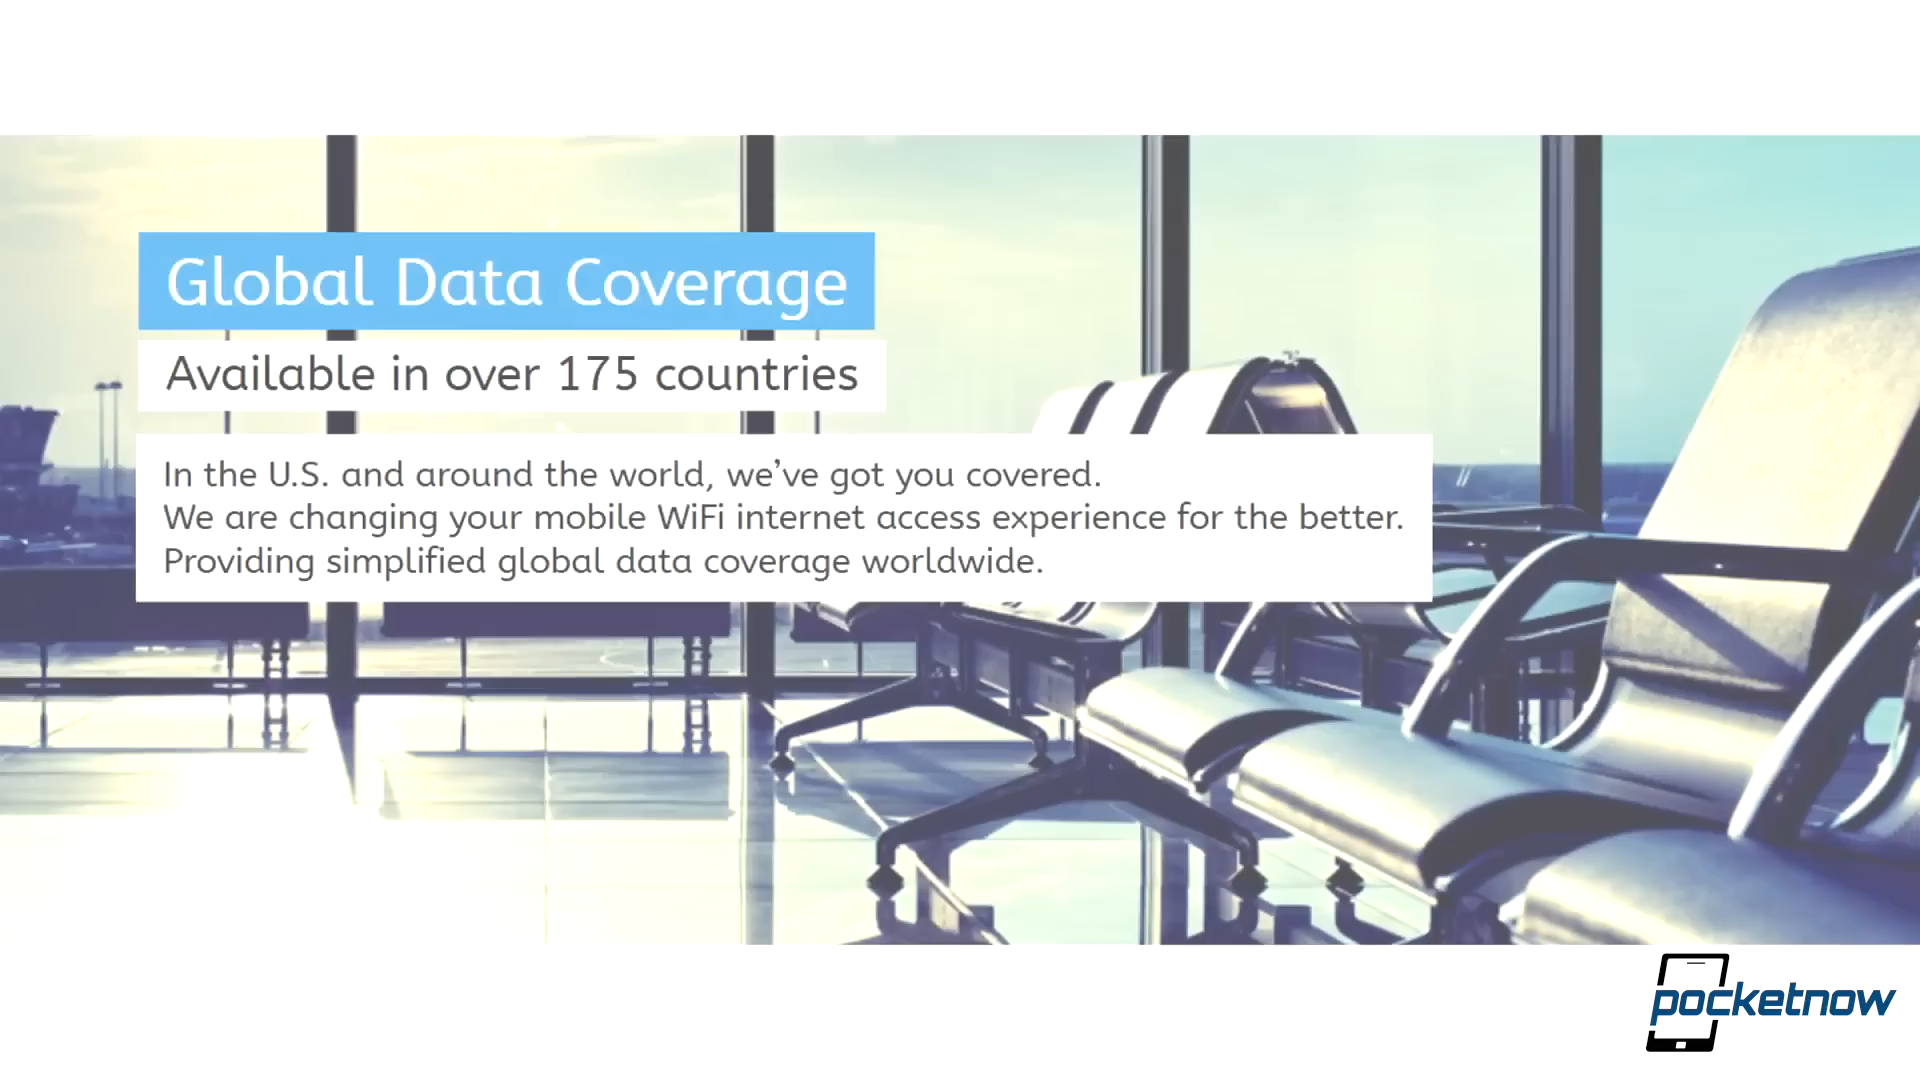 Global Data Coverage
Available in over 175 countries
In the U.S. and around the world, we've got you covered.
We are changing your mobile WiFi internet access experience for the better.
Providing simplified global data coverage worldwide.
pocketnow